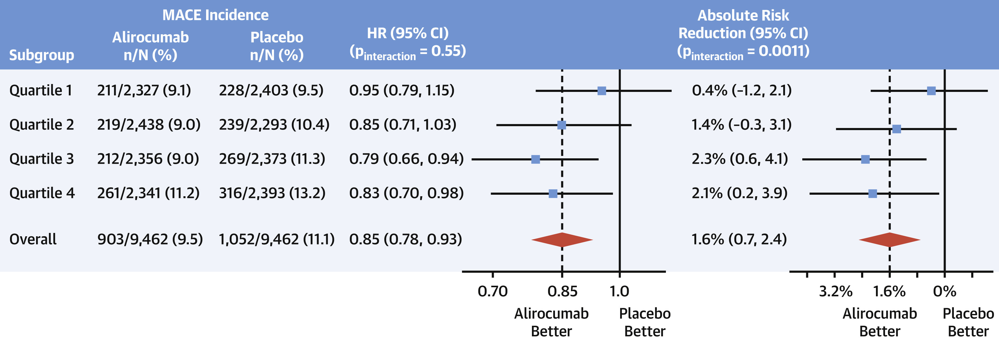 MACE Incidence
Subgroup
Alirocumab
n/N (%)
Placebo
n/N (%)
HR (95% CI)
(pinteraction = 0.55)
Absolute Risk
Reduction (95% CI)
(pinteraction = 0.0011)
Quartile 1 211/2,327 (9.1) 228/2,403 (9.5) 0.95 (0.79, 1.15) 0.4% (–1.2, 2.1)
Quartile 2 219/2,438 (9.0) 239/2,293 (10.4) 0.85 (0.71, 1.03) 1.4% (–0.3, 3.1)
Quartile 3 212/2,356 (9.0) 269/2,373 (11.3) 0.79 (0.66, 0.94) 2.3% (0.6, 4.1)
Quartile 4 261/2,341 (11.2) 316/2,393 (13.2) 0.83 (0.70, 0.98) 2.1% (0.2, 3.9)
Overall 903/9,462 (9.5) 1,052/9,462 (11.1) 0.85 (0.78, 0.93) 1.6% (0.7, 2.4)
0.70 0.85 1.0
Alirocumab
Better
Placebo
Better
3.2% 1.6% 0%
Alirocumab
Better
Placebo
Better